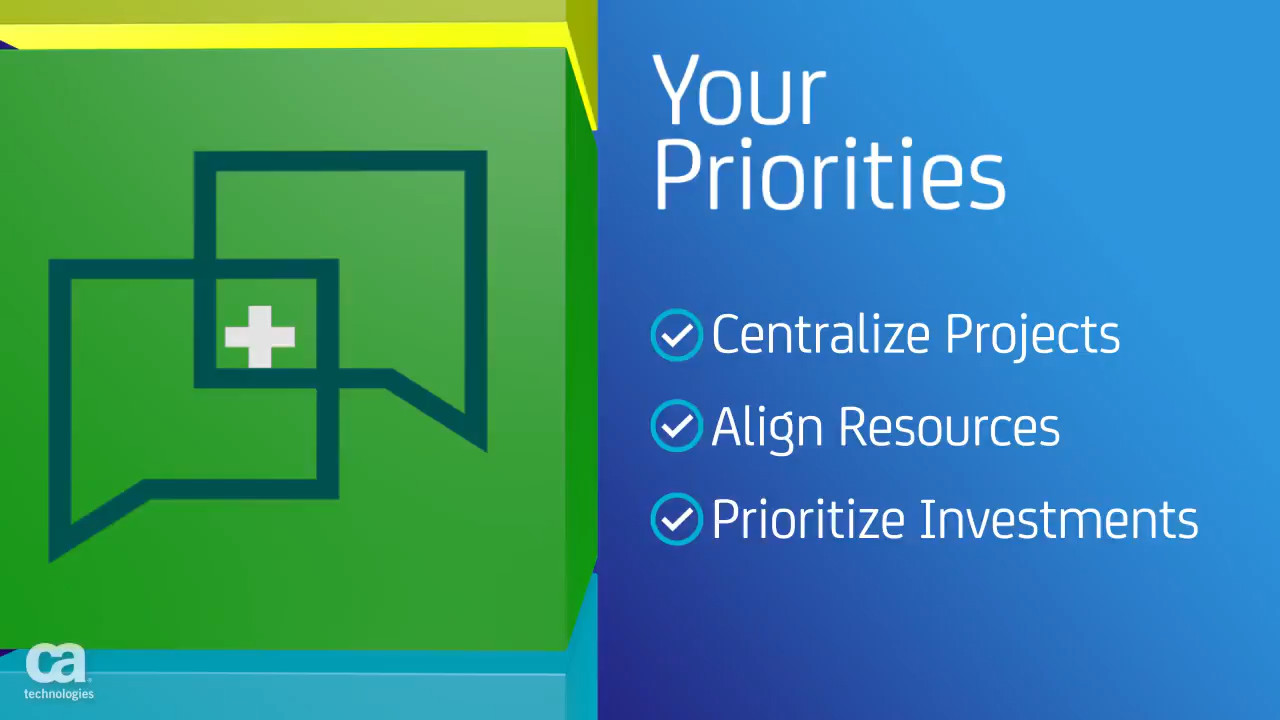 Your
Priorities
Centralize Projects
Align Resources
Prioritize Investments
ca
technologies